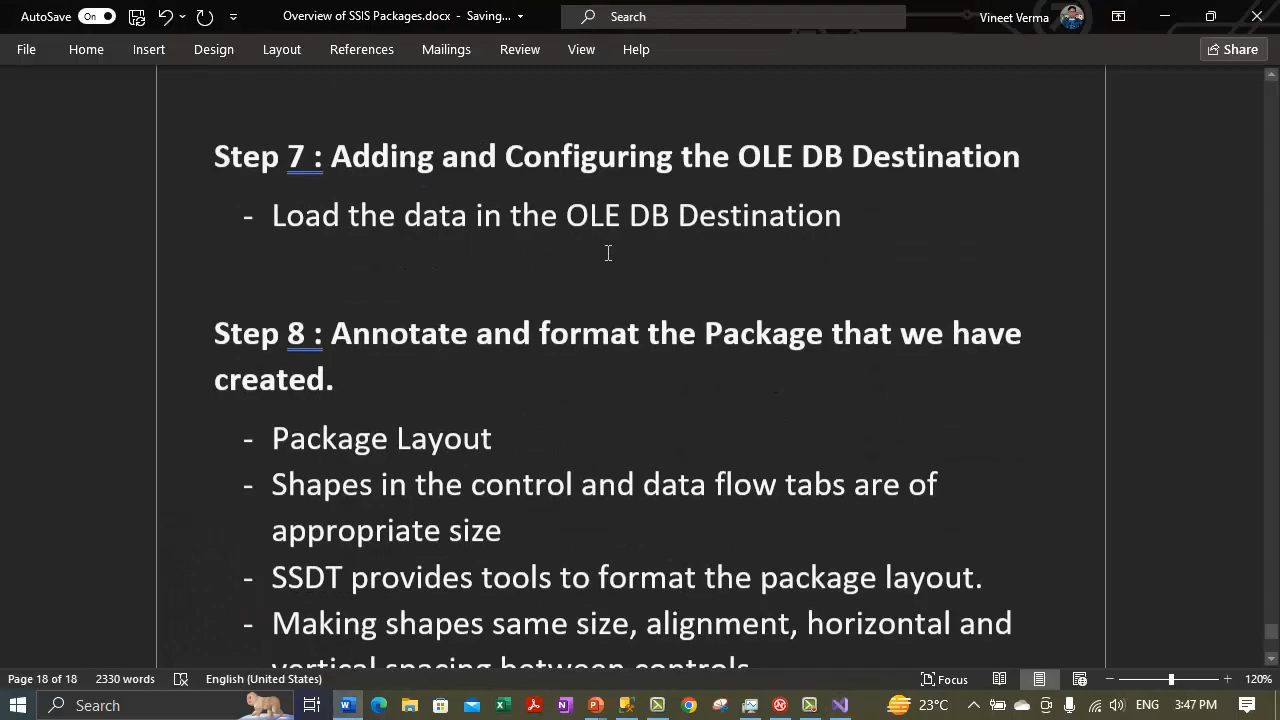 AutoSave On Overview of SSIS Packages.docx - Saving... Search Vineet Verma
File Home Insert Design Layout References Mailings Review View Help Share
Step 7 : Adding and Configuring the OLE DB Destination
- Load the data in the OLE DB Destination
Step 8 : Annotate and format the Package that we have
created.
- Package Layout
- Shapes in the control and data flow tabs are of
appropriate size
- SSDT provides tools to format the package layout.
- Making shapes same size, alignment, horizontal and
vertical spacing between controls
Page 18 of 18 2330 words English (United States) Focus 120%
Search 23°C ENG 3:47 PM